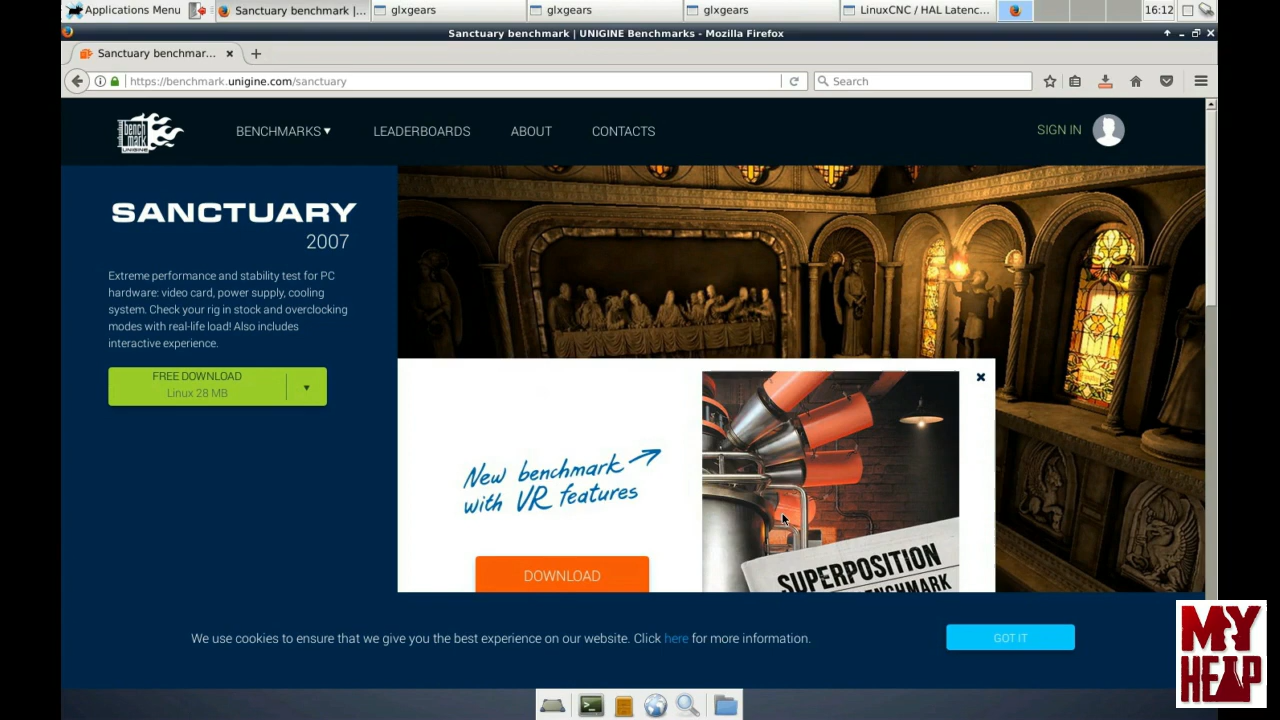 Applications Menu
Sanctuary benchmark |...
glxgears
glxgears
glxgears
LinuxCNC / HAL Latenc...
16:12
Sanctuary benchmark | UNIGINE Benchmarks - Mozilla Firefox
Sanctuary benchmar...
https://benchmark.unigine.com/sanctuary
Search
bench
mark
UNIGINE
BENCHMARKS
LEADERBOARDS
ABOUT
CONTACTS
SIGN IN
SANCTUARY
2007
Extreme performance and stability test for PC
hardware: video card, power supply, cooling
system. Check your rig in stock and overclocking
modes with real-life load! Also includes
interactive experience.
FREE DOWNLOAD
Linux 28 MB
New benchmark
with VR features
DOWNLOAD
SUPERPOSITION
BENCHMARK
We use cookies to ensure that we give you the best experience on our website. Click here for more information.
GOT IT
MY
HEAP